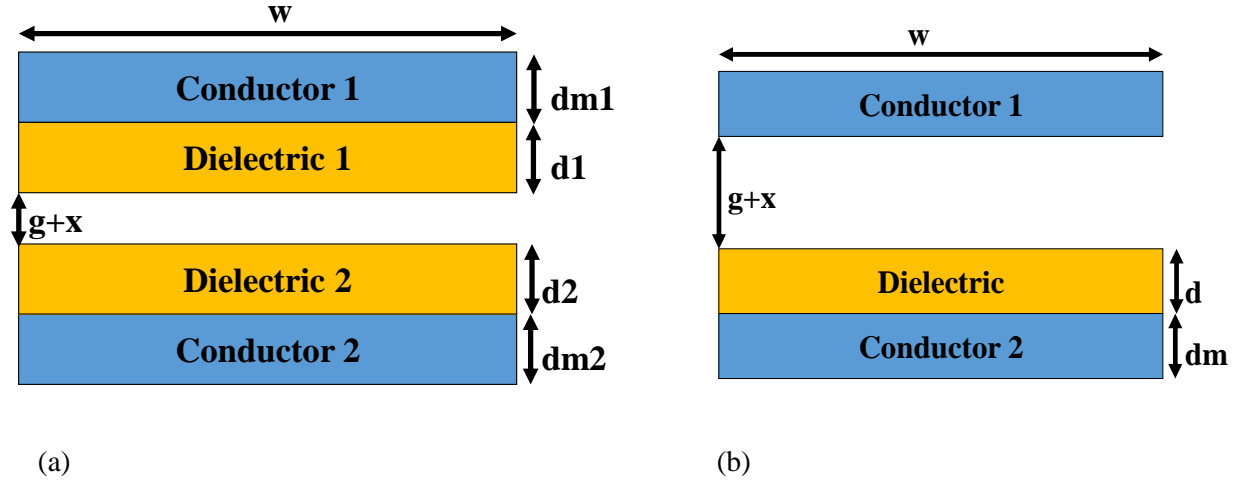 w
Conductor 1
dm1
Dielectric 1
d1
g+x
Dielectric 2
d2
Conductor 2
dm2
(a)
w
Conductor 1
g+x
Dielectric
d
Conductor 2
dm
(b)